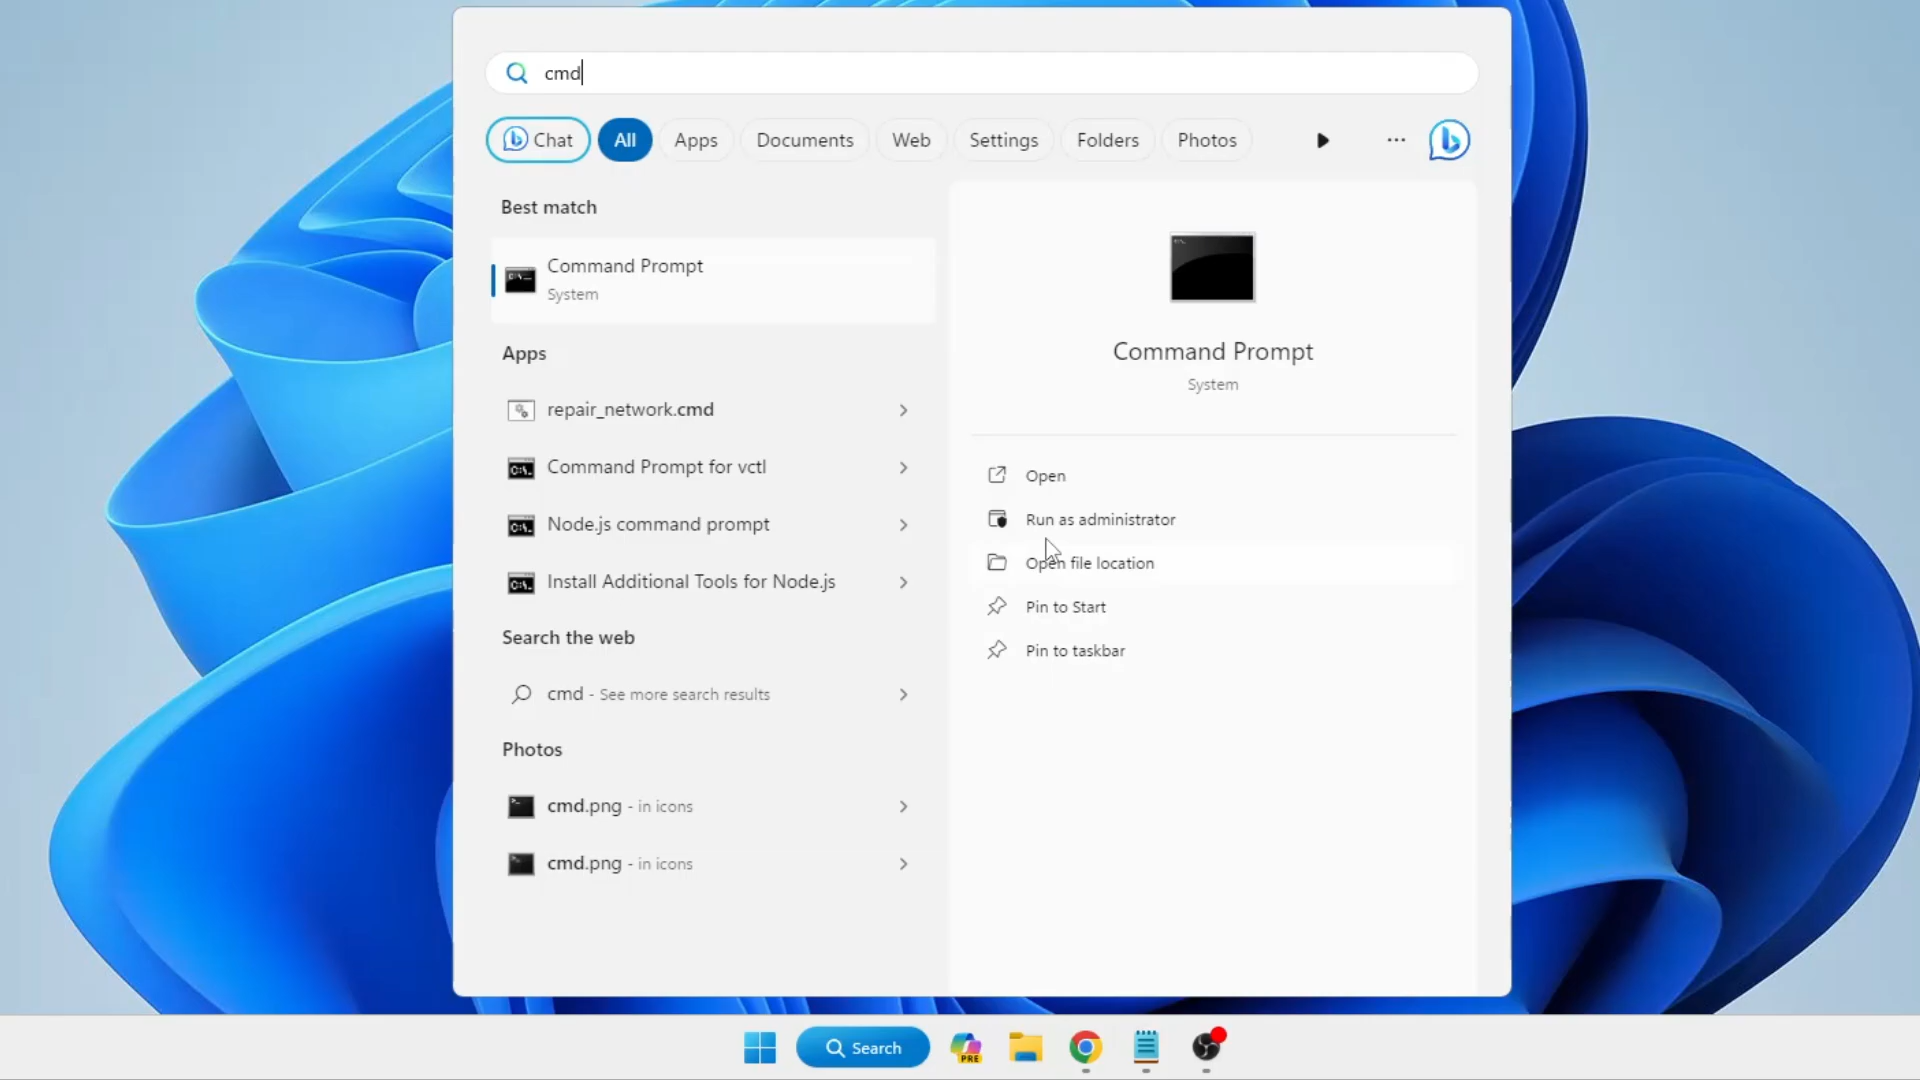 cmd
Chat
All
Apps
Documents
Web
Settings
Folders
Photos
Best match
Command Prompt
System
Apps
repair_network.cmd
Command Prompt for vctl
Node.js command prompt
Install Additional Tools for Node.js
Search the web
cmd - See more search results
Photos
cmd.png - in icons
cmd.png - in icons
Command Prompt
System
Open
Run as administrator
Open file location
Pin to Start
Pin to taskbar
Search
PRE